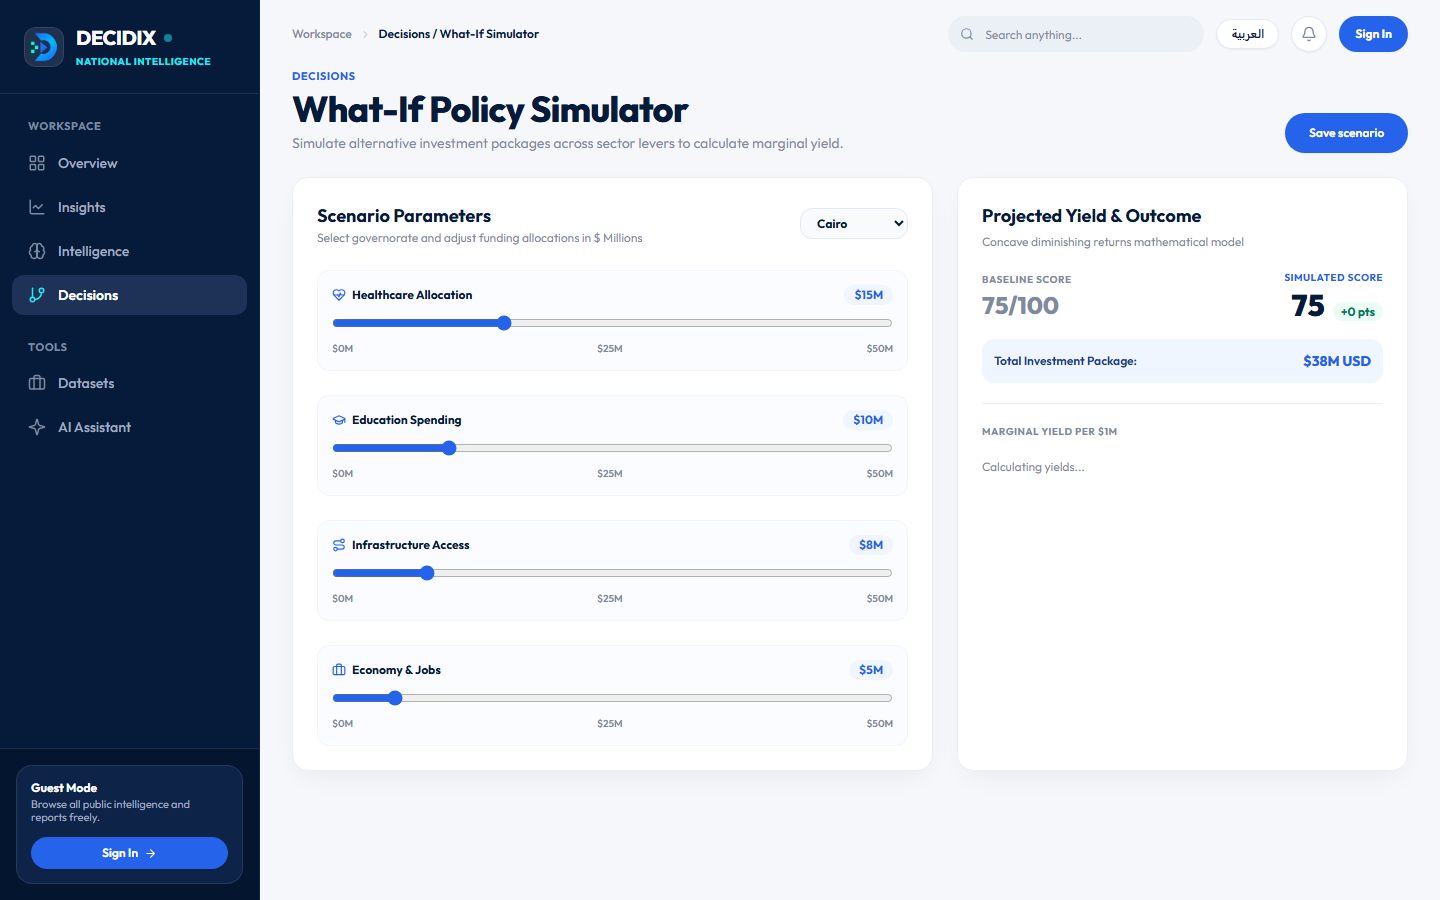 DECIDIX
NATIONAL INTELLIGENCE
WORKSPACE
Overview
Insights
Intelligence
Decisions
TOOLS
Datasets
AI Assistant
Guest Mode
Browse all public intelligence and
reports freely.
Sign In →
Workspace > Decisions / What-If Simulator
Search anything...
العربية
Sign In
DECISIONS
What-If Policy Simulator
Simulate alternative investment packages across sector levers to calculate marginal yield.
Save scenario
Scenario Parameters
Select governorate and adjust funding allocations in $ Millions
Cairo
Healthcare Allocation $15M
$0M $25M $50M
Education Spending $10M
$0M $25M $50M
Infrastructure Access $8M
$0M $25M $50M
Economy & Jobs $5M
$0M $25M $50M
Projected Yield & Outcome
Concave diminishing returns mathematical model
BASELINE SCORE
75/100
SIMULATED SCORE
75 +0 pts
Total Investment Package: $38M USD
MARGINAL YIELD PER $1M
Calculating yields...